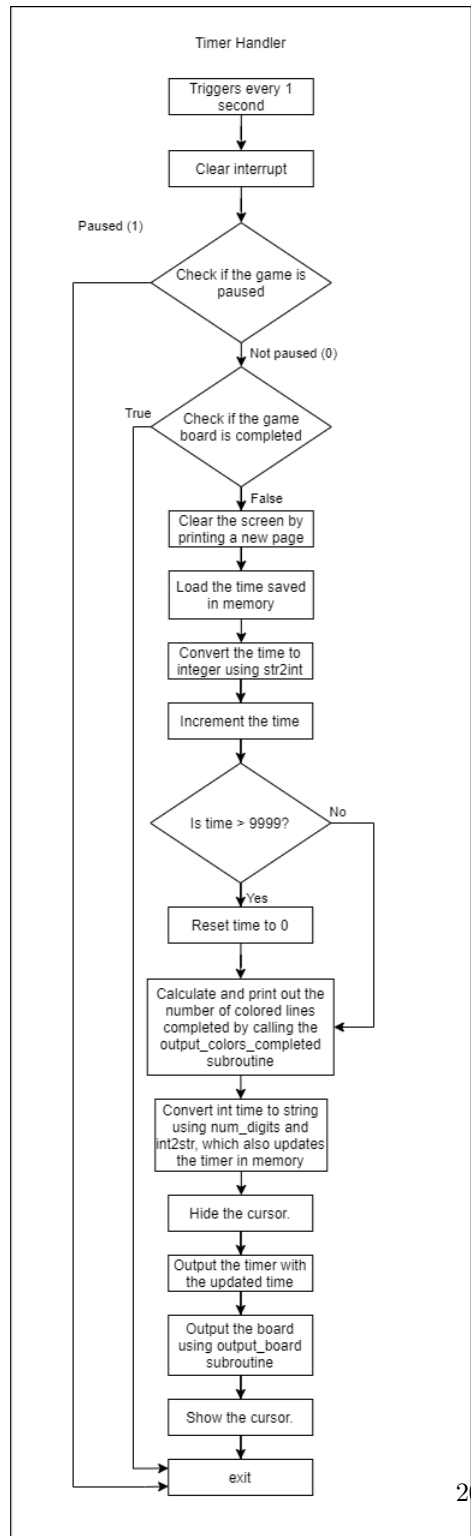 Timer Handler
Triggers every 1
second
Clear interrupt
Paused (1)
Check if the game is
paused
Not paused (0)
True
Check if the game
board is completed
False
Clear the screen by
printing a new page
Load the time saved
in memory
Convert the time to
integer using str2int
Increment the time
Is time > 9999?
No
Yes
Reset time to 0
Calculate and print out the
number of colored lines
completed by calling the
output_colors_completed
subroutine
Convert int time to string
using num_digits and
int2str, which also updates
the timer in memory
Hide the cursor.
Output the timer with
the updated time
Output the board
using output_board
subroutine
Show the cursor.
exit